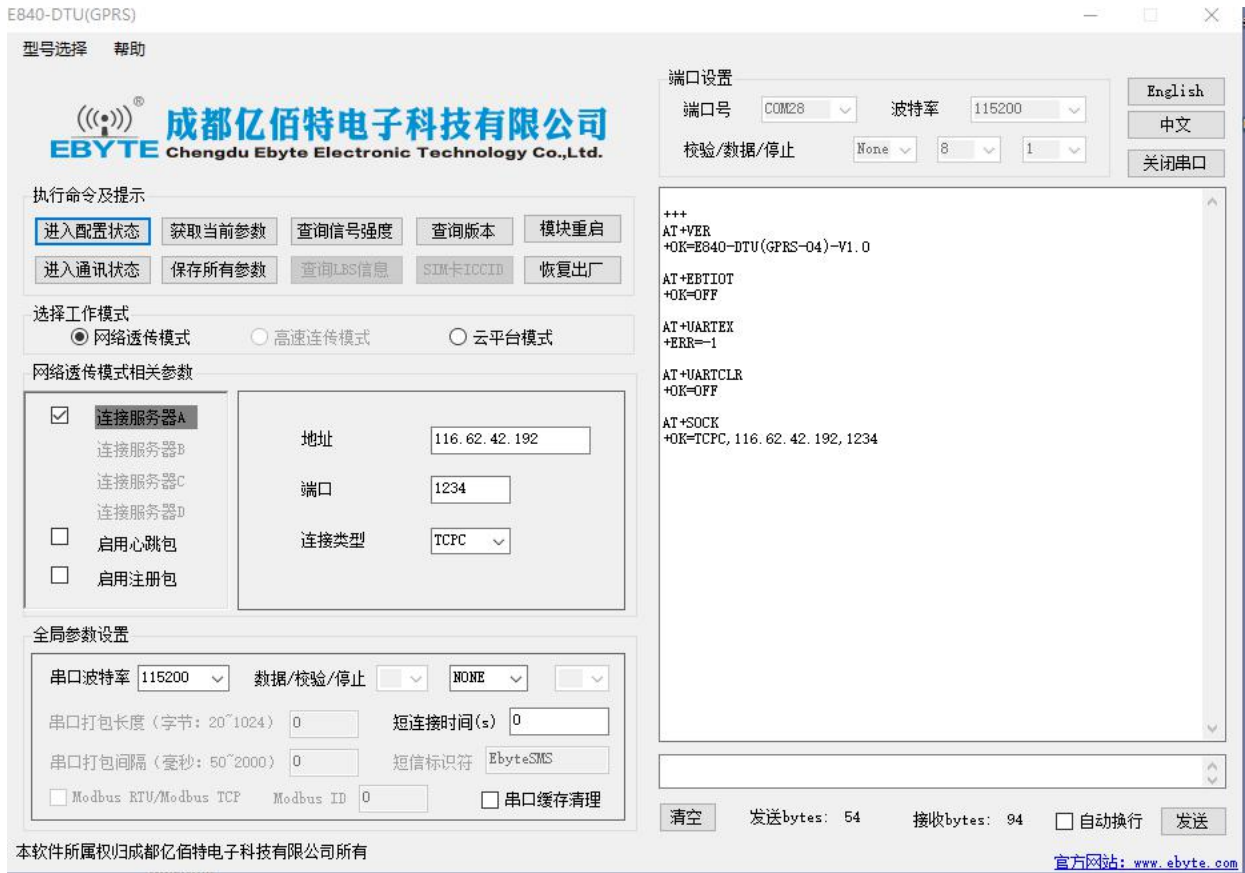 E840-DTU(GPRS)
型号选择 帮助
((·))®
EBYTE 成都亿佰特电子科技有限公司
Chengdu Ebyte Electronic Technology Co.,Ltd.
端口设置
端口号 COM28 波特率 115200
校验/数据/停止 None 8 1
English
中文
关闭串口
执行命令及提示
进入配置状态 获取当前参数 查询信号强度 查询版本 模块重启
进入通讯状态 保存所有参数 查询LBS信息 SIM卡ICCID 恢复出厂
选择工作模式
网络透传模式 高速连传模式 云平台模式
网络透传模式相关参数
连接服务器A
连接服务器B
连接服务器C
连接服务器D
启用心跳包
启用注册包
地址 116.62.42.192
端口 1234
连接类型 TCPC
全局参数设置
串口波特率 115200 数据/校验/停止 NONE
串口打包长度(字节: 20~1024) 0 短连接时间(s) 0
串口打包间隔(毫秒: 50~2000) 0 短信标识符 EbyteSMS
Modbus RTU/Modbus TCP Modbus ID 0 串口缓存清理
+++
AT+VER
+OK=E840-DTU(GPRS-04)-V1.0
AT+EBTIOT
+OK=OFF
AT+UARTEX
+ERR=-1
AT+UARTCLR
+OK=OFF
AT+SOCK
+OK=TCPC,116.62.42.192,1234
清空 发送bytes: 54 接收bytes: 94 自动换行 发送
本软件所属权归成都亿佰特电子科技有限公司所有
官方网站: www.ebyte.com